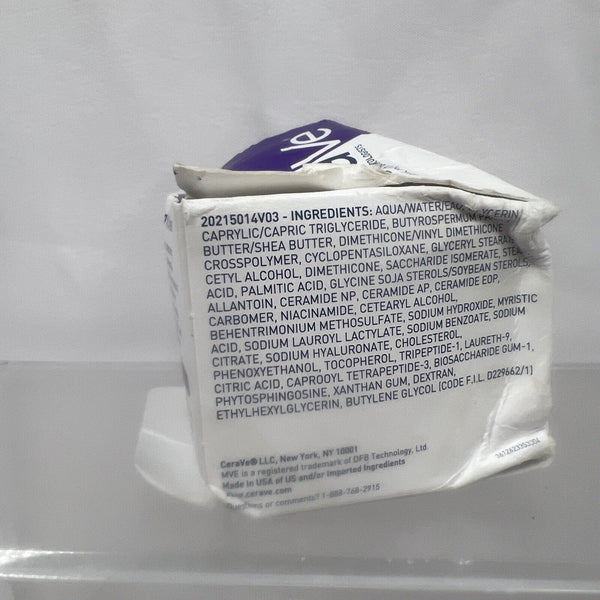 20215014V03 - INGREDIENTS: AQUA/WATER/EAU, GLYCERIN,
CAPRYLIC/CAPRIC TRIGLYCERIDE, BUTYROSPERMUM
BUTTER/SHEA BUTTER, DIMETHICONE/VINYL DIMETHICONE
CROSSPOLYMER, CYCLOPENTASILOXANE, GLYCERYL
CETYL ALCOHOL, DIMETHICONE, SACCHARIDE ISOMERATE,
ACID, PALMITIC ACID, GLYCINE SOJA STEROLS/SOYBEAN STEROLS,
ALLANTOIN, CERAMIDE NP, CERAMIDE AP, CERAMIDE EOP,
CARBOMER, NIACINAMIDE, CETEARYL ALCOHOL,
BEHENTRIMONIUM METHOSULFATE, SODIUM HYDROXIDE, MYRISTIC
ACID, SODIUM LAUROYL LACTYLATE, SODIUM BENZOATE, SODIUM
CITRATE, SODIUM HYALURONATE, CHOLESTEROL,
PHENOXYETHANOL, TOCOPHEROL, TRIPEPTIDE-1, LAURETH-9,
CITRIC ACID, CAPROOYL TETRAPEPTIDE-3, BIOSACCHARIDE GUM-1,
PHYTOSPHINGOSINE, XANTHAN GUM, DEXTRAN,
ETHYLHEXYLGLYCERIN, BUTYLENE GLYCOL (CODE F.I.L. D229662/1)
CeraVe® LLC, New York, NY 10001
MVE is a registered trademark of DFB Technology, Ltd.
Made in USA of US and/or Imported Ingredients
cerave.com
Questions or comments? 1-888-768-2915